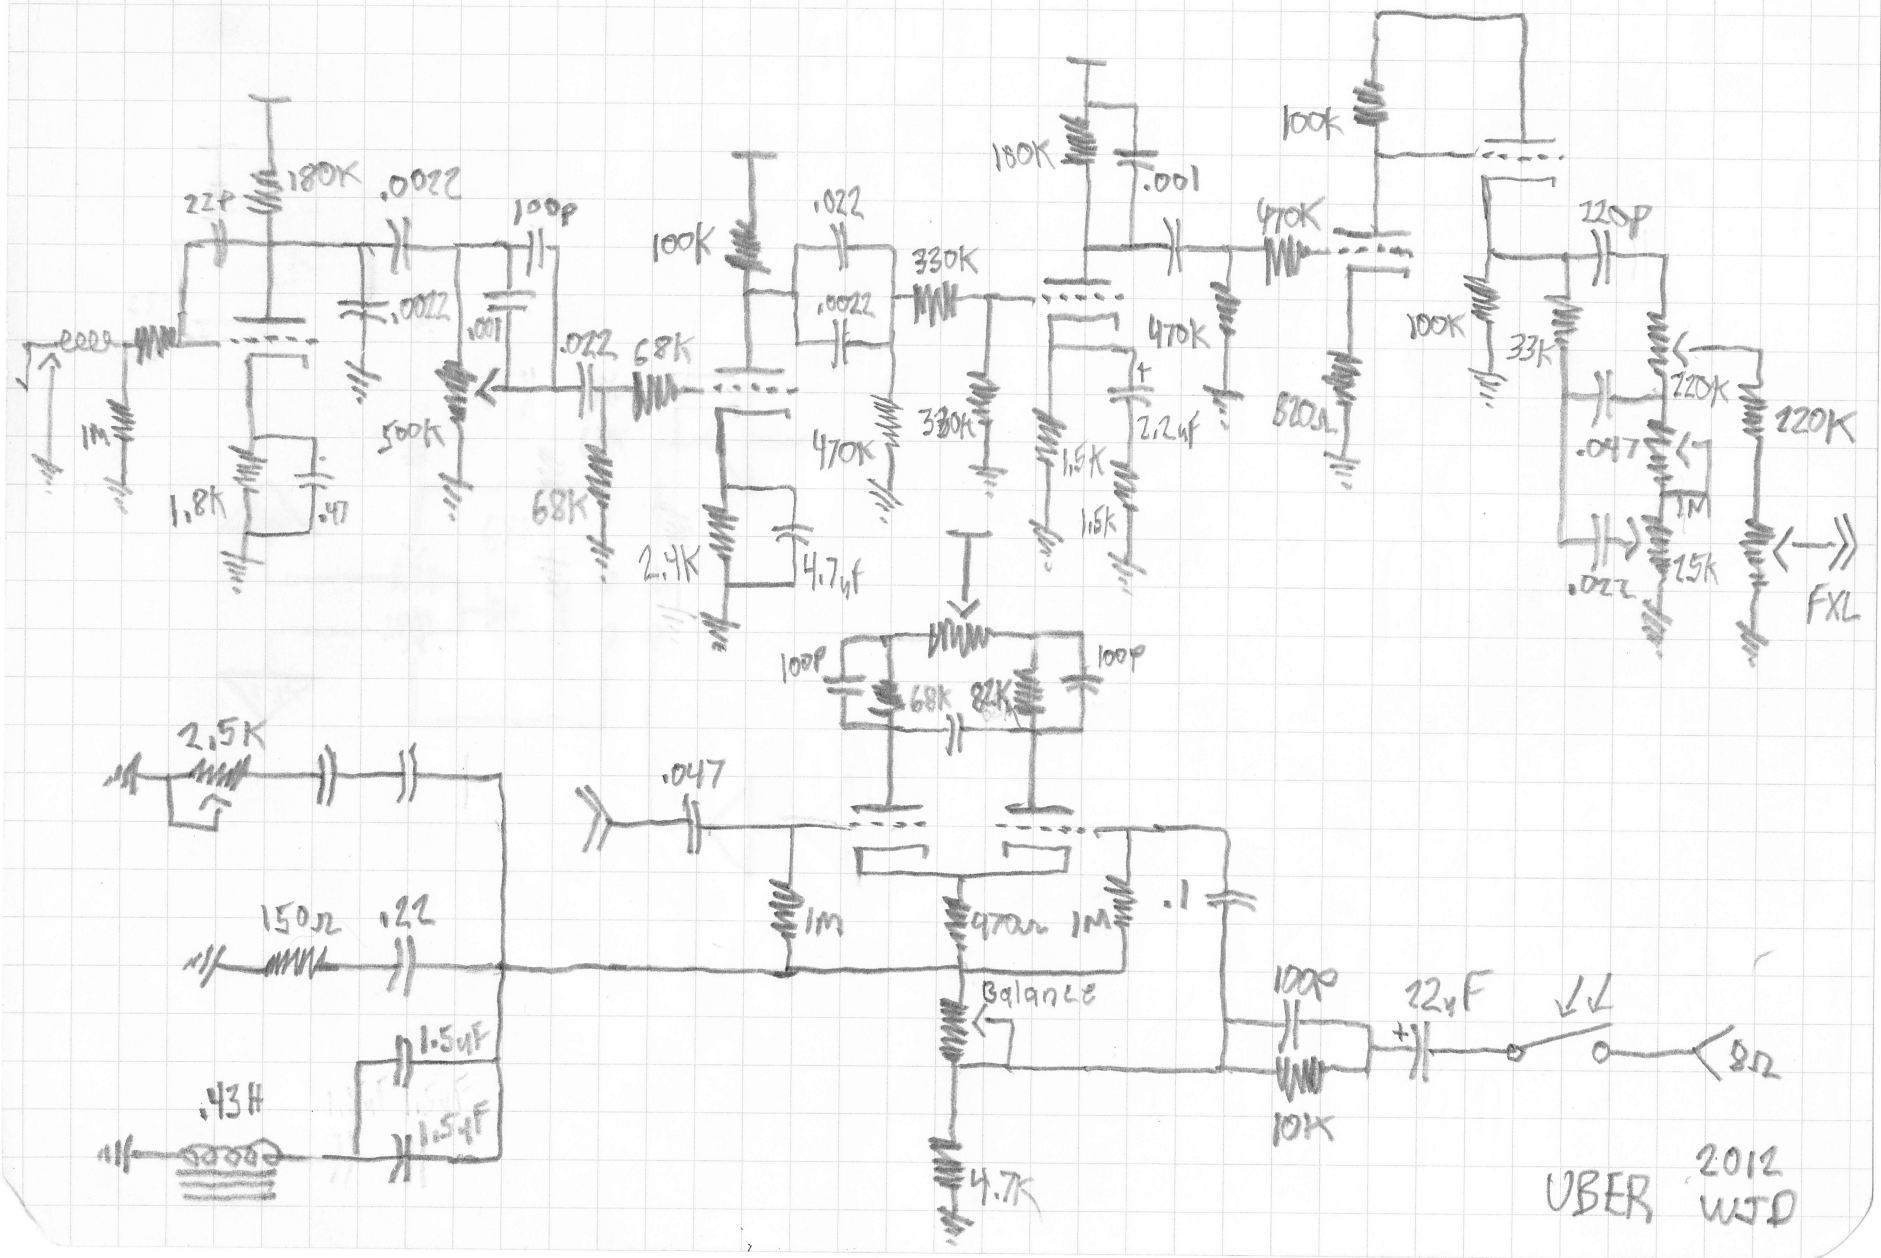 22P
180K
.0022
100p
1M
.0022
.001
500K
.022
68K
68K
1.8K
.47
100K
.022
.0022
330K
470K
330K
2.4K
4.7uF
180K
.001
470K
470K
1.5K
+
2.2uF
1.5K
100K
820Ω
100K
220p
33K
220K
220K
.047
1M
.022
25K
FXL
100P
68K
82K
100P
2.5K
.047
150Ω
.22
1M
470Ω
1M
.1
Balance
1.5uF
.43H
1.5uF
100p
+
22uF
8Ω
10K
4.7K
UBER
2012
WJD